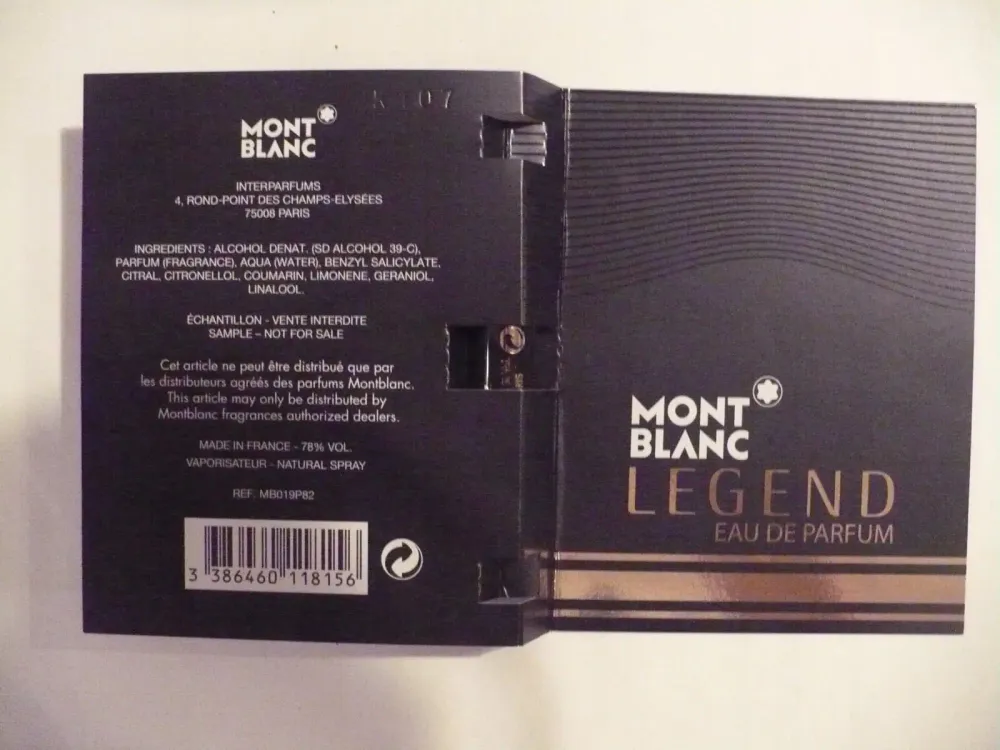 MONT
BLANC
INTERPARFUMS
4, ROND-POINT DES CHAMPS-ELYSÉES
75008 PARIS
INGREDIENTS : ALCOHOL DENAT. (SD ALCOHOL 39-C),
PARFUM (FRAGRANCE), AQUA (WATER), BENZYL SALICYLATE,
CITRAL, CITRONELLOL, COUMARIN, LIMONENE, GERANIOL,
LINALOOL.
ÉCHANTILLON - VENTE INTERDITE
SAMPLE – NOT FOR SALE
Cet article ne peut être distribué que par
les distributeurs agréés des parfums Montblanc.
This article may only be distributed by
Montblanc fragrances authorized dealers.
MADE IN FRANCE - 78% VOL.
VAPORISATEUR - NATURAL SPRAY
REF. MB019P82
3 386460 118156
MONT
BLANC
LEGEND
EAU DE PARFUM